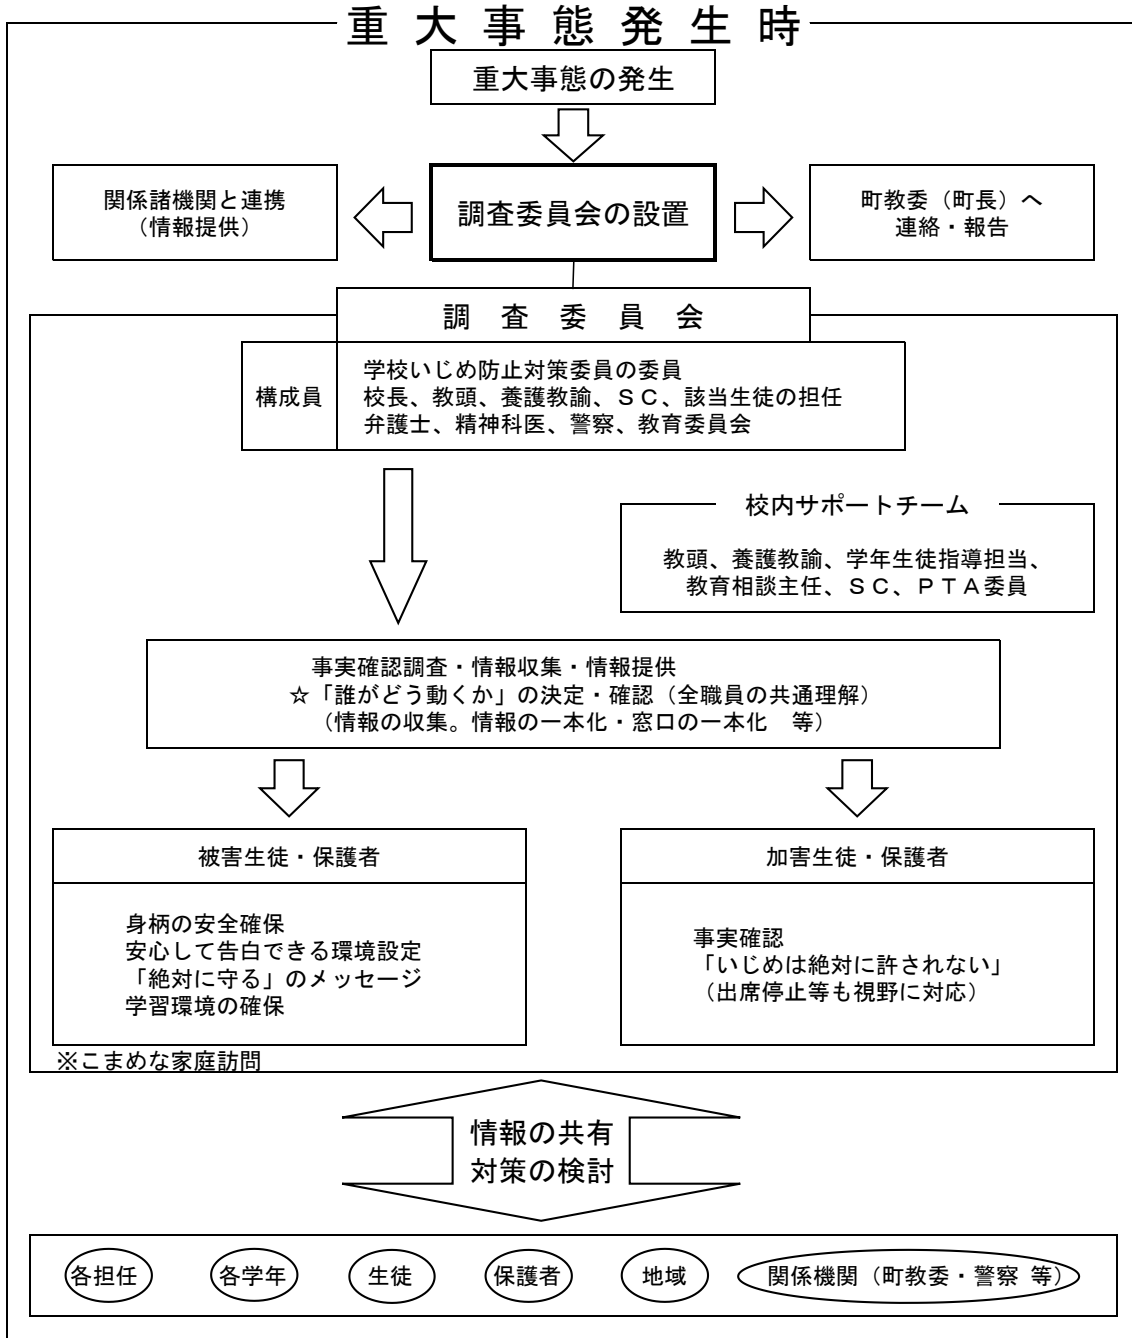 重大事態発生時
重大事態の発生
関係諸機関と連携
（情報提供）
調査委員会の設置
町教委（町長）へ
連絡・報告
調査委員会
構成員
学校いじめ防止対策委員の委員
校長、教頭、養護教諭、ＳＣ、該当生徒の担任
弁護士、精神科医、警察、教育委員会
校内サポートチーム
教頭、養護教諭、学年生徒指導担当、
教育相談主任、ＳＣ、ＰＴＡ委員
事実確認調査・情報収集・情報提供
☆「誰がどう動くか」の決定・確認（全職員の共通理解）
（情報の収集。情報の一本化・窓口の一本化　等）
被害生徒・保護者
身柄の安全確保
安心して告白できる環境設定
「絶対に守る」のメッセージ
学習環境の確保
加害生徒・保護者
事実確認
「いじめは絶対に許されない」
（出席停止等も視野に対応）
※こまめな家庭訪問
情報の共有
対策の検討
各担任
各学年
生徒
保護者
地域
関係機関（町教委・警察 等）